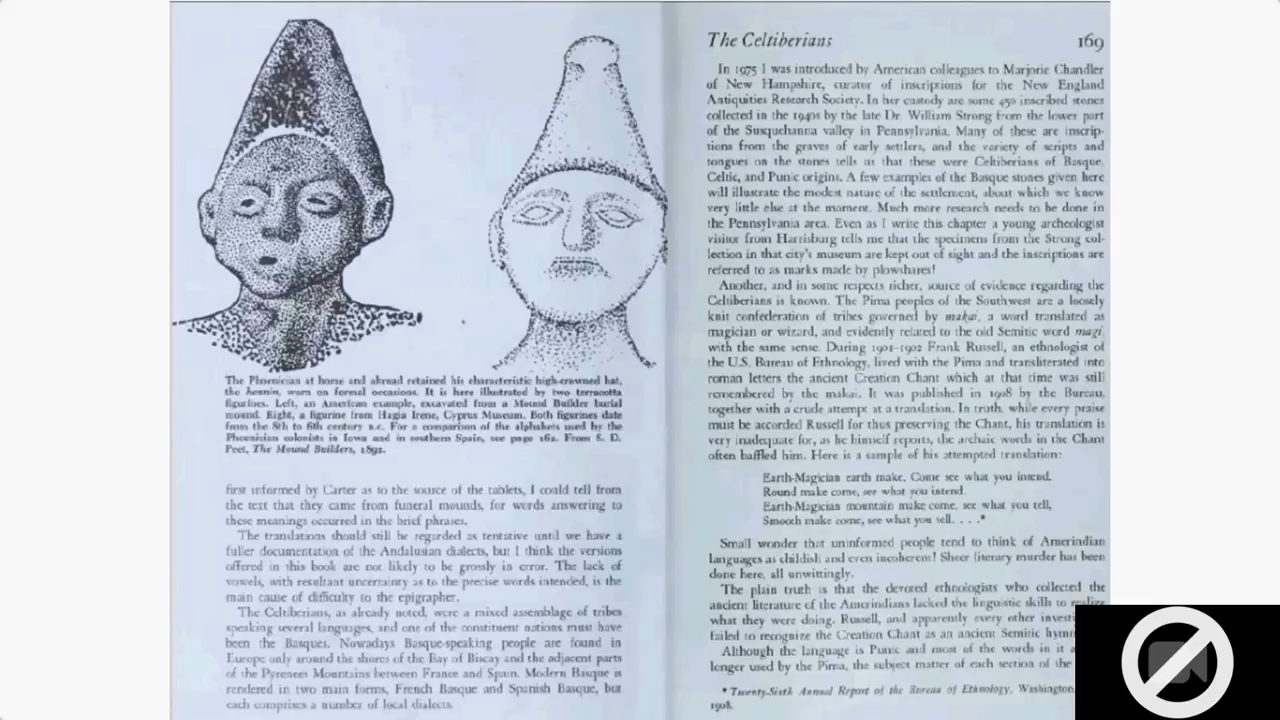 The Phoenician at home and abroad retained his characteristic high-crowned hat,
the hennin, worn on formal occasions. It is here illustrated by two terracotta
figurines. Left, an American example, excavated from a Mound Builder burial
mound. Right, a figurine from Hagia Irene, Cyprus Museum. Both figurines date
from the 8th to 6th century B.C. For a comparison of the alphabets used by the
Phoenician colonists in Iowa and in southern Spain, see page 162. From S. D.
Peet, The Mound Builders, 1892.
first informed by Carter as to the source of the tablets, I could tell from
the text that they came from funeral mounds, for words answering to
these meanings occurred in the brief phrases.
The translations should still be regarded as tentative until we have a
fuller documentation of the Andalusian dialects, but I think the versions
offered in this book are not likely to be grossly in error. The lack of
vowels, with resultant uncertainty as to the precise words intended, is the
main cause of difficulty to the epigrapher.
The Celtiberians, as already noted, were a mixed assemblage of tribes
speaking several languages, and one of the constituent nations must have
been the Basques. Nowadays Basque-speaking people are found in
Europe only around the shores of the Bay of Biscay and the adjacent parts
of the Pyrenees Mountains between France and Spain. Modern Basque is
rendered in two main forms, French Basque and Spanish Basque, but
each comprises a number of local dialects.
The Celtiberians 169
In 1975 I was introduced by American colleagues to Marjorie Chandler
of New Hampshire, curator of inscriptions for the New England
Antiquities Research Society. In her custody are some 450 inscribed stones
collected in the 1940s by the late Dr. William Strong from the lower part
of the Susquehanna valley in Pennsylvania. Many of these are inscrip-
tions from the graves of early settlers, and the variety of scripts and
tongues on the stones tells us that these were Celtiberians of Basque,
Celtic, and Punic origins. A few examples of the Basque stones given here
will illustrate the modest nature of the settlement, about which we know
very little else at the moment. Much more research needs to be done in
the Pennsylvania area. Even as I write this chapter a young archeologist
visitor from Harrisburg tells me that the specimens from the Strong col-
lection in that city's museum are kept out of sight and the inscriptions are
referred to as marks made by plowshares!
Another, and in some respects richer, source of evidence regarding the
Celtiberians is known. The Pima peoples of the Southwest are a loosely
knit confederation of tribes governed by makai, a word translated as
magician or wizard, and evidently related to the old Semitic word magi,
with the same sense. During 1901–1902 Frank Russell, an ethnologist of
the U.S. Bureau of Ethnology, lived with the Pima and transliterated into
roman letters the ancient Creation Chant which at that time was still
remembered by the makai. It was published in 1908 by the Bureau,
together with a crude attempt at a translation. In truth, while every praise
must be accorded Russell for thus preserving the Chant, his translation is
very inadequate for, as he himself reports, the archaic words in the Chant
often baffled him. Here is a sample of his attempted translation:
Earth-Magician earth make. Come see what you intend.
Round make come, see what you intend.
Earth-Magician mountain make come. see what you tell,
Smooth make come, see what you tell. . . .*
Small wonder that uninformed people tend to think of Amerindian
languages as childish and even incoherent! Sheer literary murder has been
done here, all unwittingly.
The plain truth is that the devoted ethnologists who collected the
ancient literature of the Amerindians lacked the linguistic skills to realize
what they were doing. Russell, and apparently every other investi
failed to recognize the Creation Chant as an ancient Semitic hymn
Although the language is Punic and most of the words in it a
longer used by the Pima, the subject matter of each section of the
* Twenty-Sixth Annual Report of the Bureau of Ethnology, Washington,
1908.